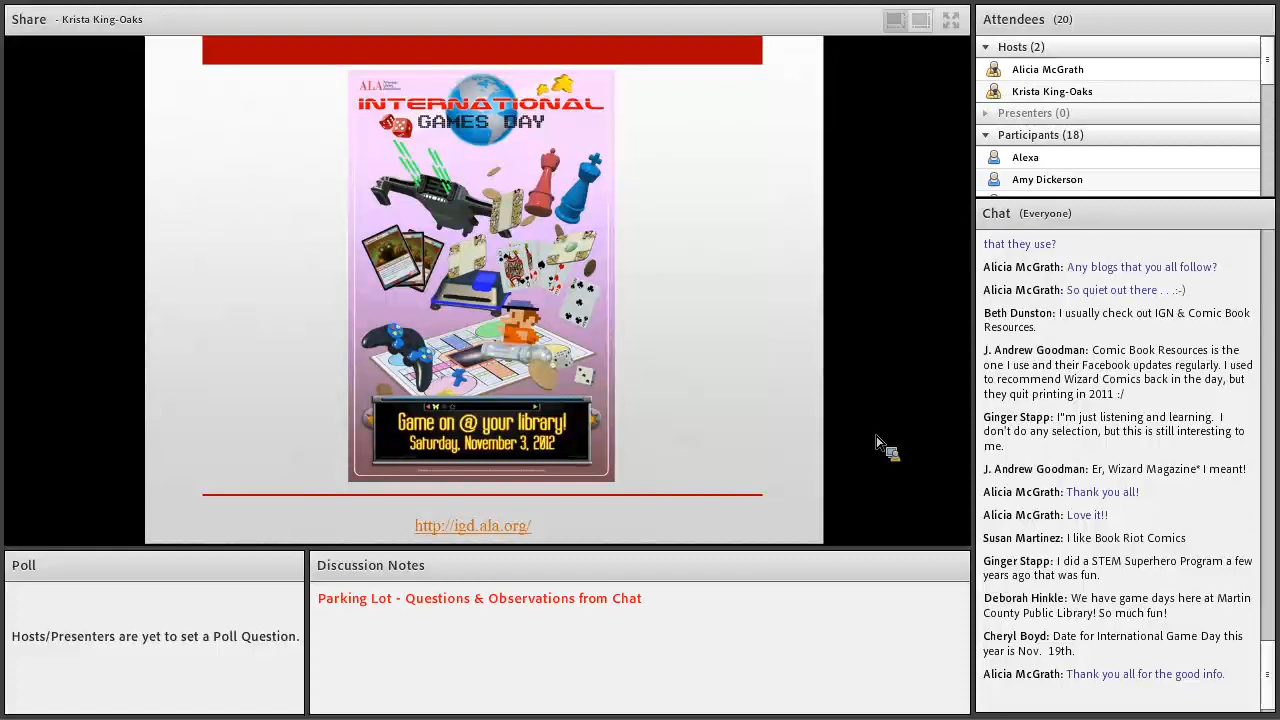 Share - Krista King-Oaks
ALA
INTERNATIONAL
GAMES DAY
Game on @ your library!
Saturday, November 3, 2012
http://igd.ala.org/
Attendees (20)
Hosts (2)
Alicia McGrath
Krista King-Oaks
Presenters (0)
Participants (18)
Alexa
Amy Dickerson
Chat (Everyone)
that they use?
Alicia McGrath: Any blogs that you all follow?
Alicia McGrath: So quiet out there . . .:-)
Beth Dunston: I usually check out IGN & Comic Book
Resources.
J. Andrew Goodman: Comic Book Resources is the
one I use and their Facebook updates regularly. I used
to recommend Wizard Comics back in the day, but
they quit printing in 2011 :/
Ginger Stapp: I"m just listening and learning. I
don't do any selection, but this is still interesting to
me.
J. Andrew Goodman: Er, Wizard Magazine* I meant!
Alicia McGrath: Thank you all!
Alicia McGrath: Love it!!
Susan Martinez: I like Book Riot Comics
Ginger Stapp: I did a STEM Superhero Program a few
years ago that was fun.
Deborah Hinkle: We have game days here at Martin
County Public Library! So much fun!
Cheryl Boyd: Date for International Game Day this
year is Nov. 19th.
Alicia McGrath: Thank you all for the good info.
Poll
Hosts/Presenters are yet to set a Poll Question.
Discussion Notes
Parking Lot - Questions & Observations from Chat